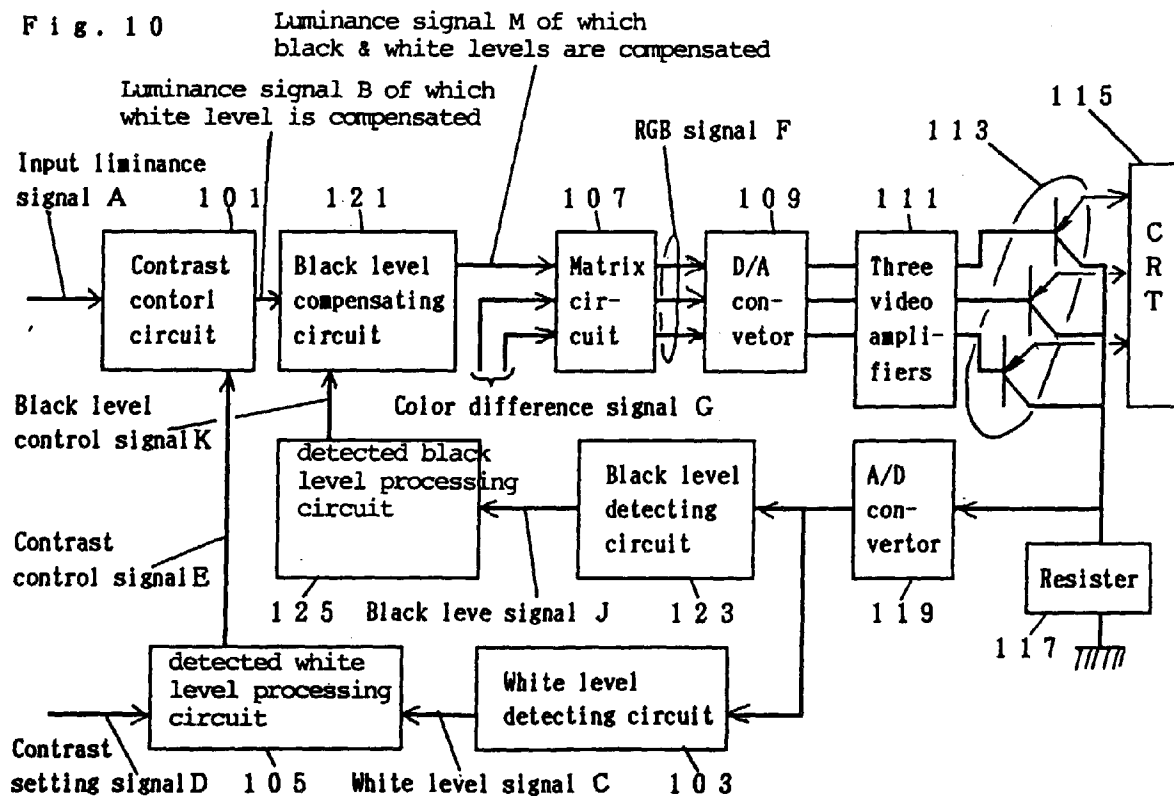 Fig. 10
Luminance signal M of which
black & white levels are compensated
Luminance signal B of which
white level is compensated
Input liminance
signal A
101
121
RGB signal F
107
109
111
113
115
Contrast
contorl
circuit
Black level
compensating
circuit
Matrix
cir-
cuit
D/A
con-
vetor
Three
video
ampli-
fiers
C
R
T
Color difference signal G
Black level
control signal K
detected black
level processing
circuit
Black level
detecting
circuit
A/D
con-
vertor
Resister
Contrast
control signal E
125
Black leve signal J
123
119
117
detected white
level processing
circuit
White level
detecting circuit
Contrast
setting signal D
105
White level signal C
103